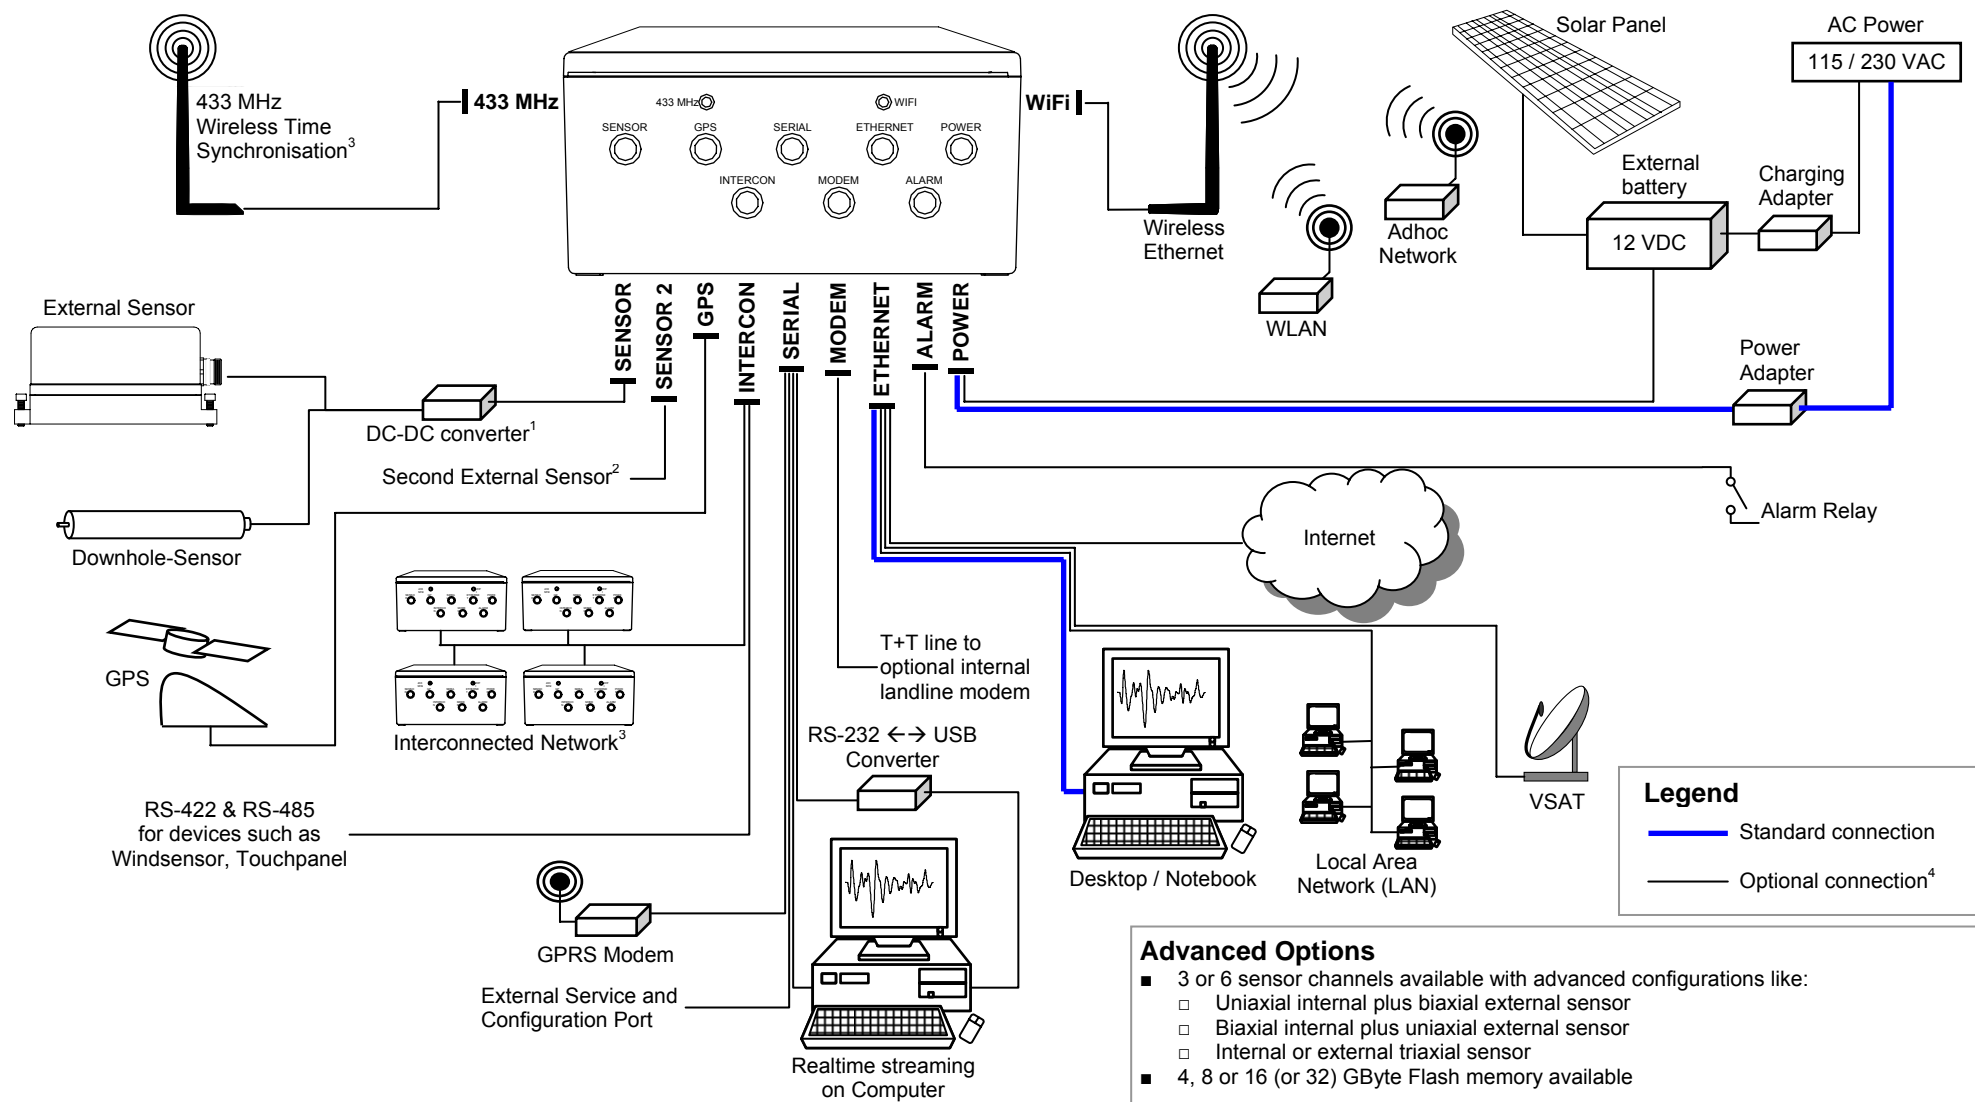 433 MHz
Wireless Time
Synchronisation³
433 MHz
433 MHz
WIFI
SENSOR
GPS
SERIAL
ETHERNET
POWER
INTERCON
MODEM
ALARM
WiFi
Wireless
Ethernet
WLAN
Adhoc
Network
Solar Panel
AC Power
115 / 230 VAC
External
battery
12 VDC
Charging
Adapter
Power
Adapter
SENSOR
SENSOR 2
GPS
INTERCON
SERIAL
MODEM
ETHERNET
ALARM
POWER
External Sensor
DC-DC converter¹
Second External Sensor²
Downhole-Sensor
GPS
Interconnected Network³
RS-422 & RS-485
for devices such as
Windsensor, Touchpanel
GPRS Modem
External Service and
Configuration Port
T+T line to
optional internal
landline modem
RS-232 ←→ USB
Converter
Realtime streaming
on Computer
Internet
Alarm Relay
Desktop / Notebook
Local Area
Network (LAN)
VSAT
Legend
Standard connection
Optional connection⁴
Advanced Options
■ 3 or 6 sensor channels available with advanced configurations like:
□ Uniaxial internal plus biaxial external sensor
□ Biaxial internal plus uniaxial external sensor
□ Internal or external triaxial sensor
■ 4, 8 or 16 (or 32) GByte Flash memory available